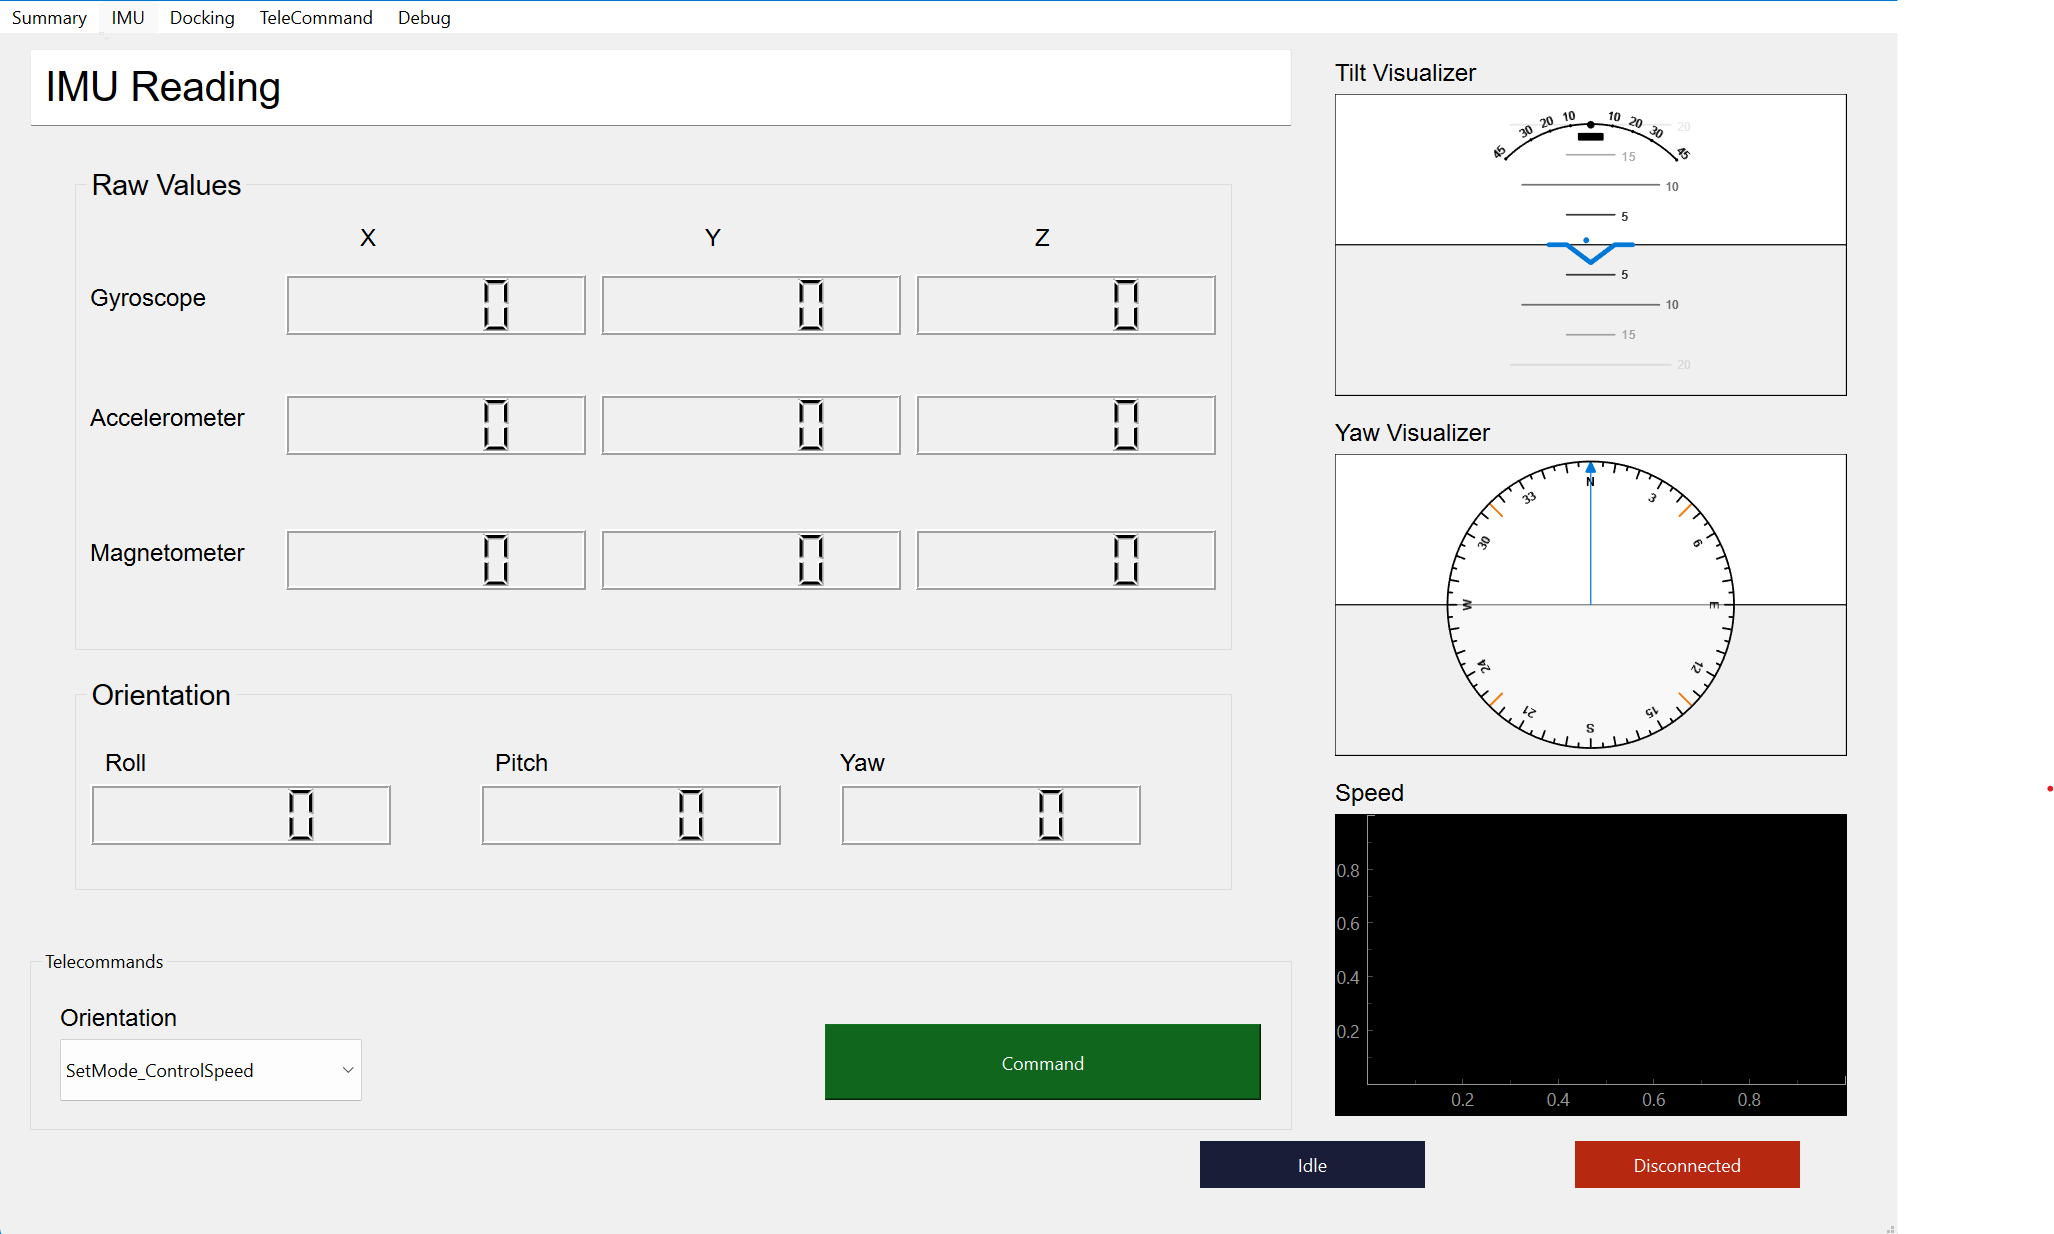 Summary IMU Docking TeleCommand Debug
IMU Reading
Raw Values
X Y Z
Gyroscope 0 0 0
Accelerometer 0 0 0
Magnetometer 0 0 0
Orientation
Roll Pitch Yaw
0 0 0
Telecommands
Orientation
SetMode_ControlSpeed
Command
Tilt Visualizer
45 30 20 10 10 20 30 45
20
15
10
5
5
10
15
20
Yaw Visualizer
N
33 3
30 6
W E
24 12
21 15
S
Speed
0.8
0.6
0.4
0.2
0.2 0.4 0.6 0.8
Idle Disconnected